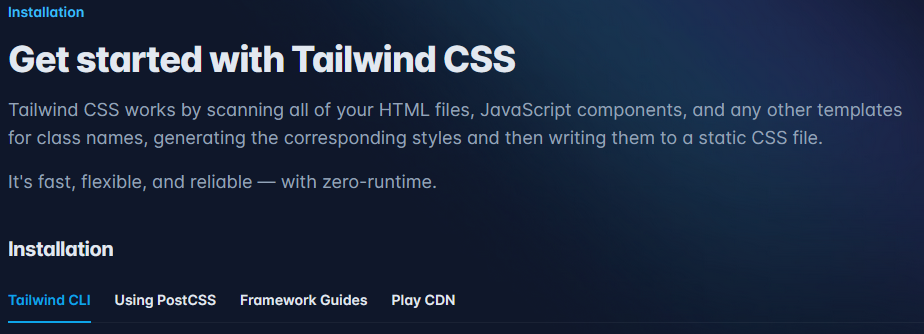 Installation
Get started with Tailwind CSS
Tailwind CSS works by scanning all of your HTML files, JavaScript components, and any other templates
for class names, generating the corresponding styles and then writing them to a static CSS file.
It's fast, flexible, and reliable — with zero-runtime.
Installation
Tailwind CLI Using PostCSS Framework Guides Play CDN